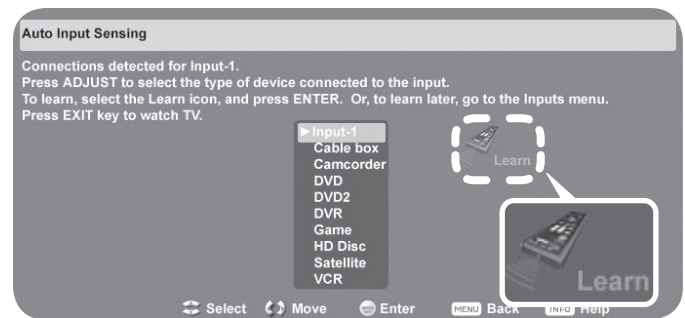 Auto Input Sensing
Connections detected for Input-1.
Press ADJUST to select the type of device connected to the input.
To learn, select the Learn icon, and press ENTER. Or, to learn later, go to the Inputs menu.
Press EXIT key to watch TV.
Input-1
Cable box
Camcorder
DVD
DVD2
DVR
Game
HD Disc
Satellite
VCR
Learn
Learn
Select Move Enter MENU Back INFO Help